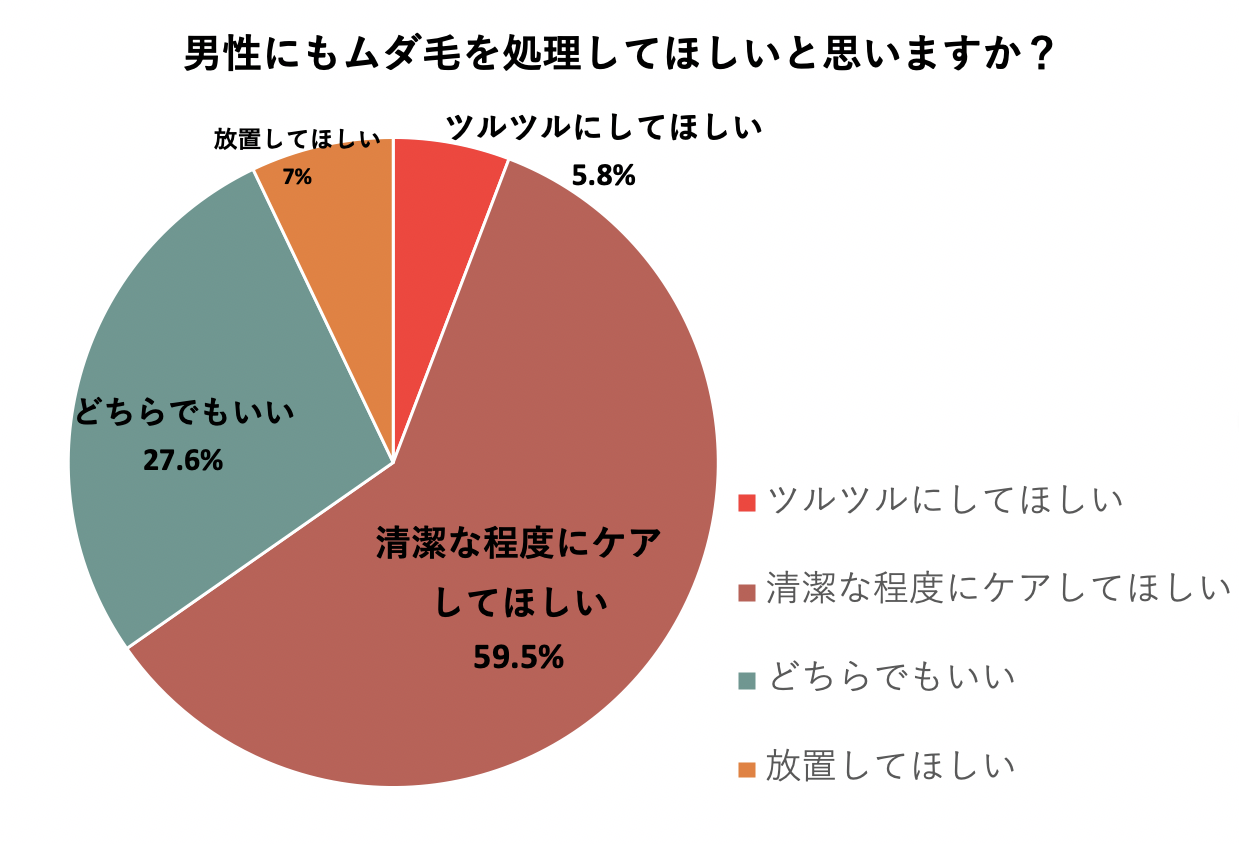 男性にもムダ毛を処理してほしいと思いますか？
放置してほしい
7%
ツルツルにしてほしい
5.8%
どちらでもいい
27.6%
清潔な程度にケア
してほしい
59.5%
ツルツルにしてほしい
清潔な程度にケアしてほしい
どちらでもいい
放置してほしい